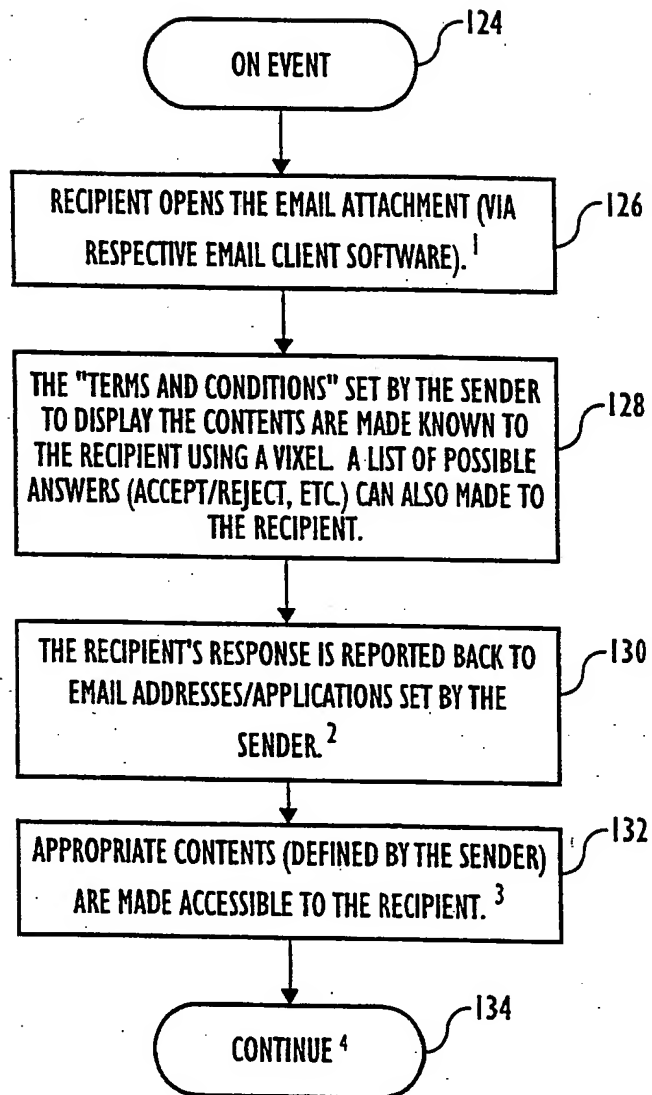 124
ON EVENT
RECIPIENT OPENS THE EMAIL ATTACHMENT (VIA
RESPECTIVE EMAIL CLIENT SOFTWARE). 1
126
THE "TERMS AND CONDITIONS" SET BY THE SENDER
TO DISPLAY THE CONTENTS ARE MADE KNOWN TO
THE RECIPIENT USING A VIXEL. A LIST OF POSSIBLE
ANSWERS (ACCEPT/REJECT, ETC.) CAN ALSO MADE TO
THE RECIPIENT.
128
THE RECIPIENT'S RESPONSE IS REPORTED BACK TO
EMAIL ADDRESSES/APPLICATIONS SET BY THE
SENDER. 2
130
APPROPRIATE CONTENTS (DEFINED BY THE SENDER)
ARE MADE ACCESSIBLE TO THE RECIPIENT. 3
132
CONTINUE 4
134